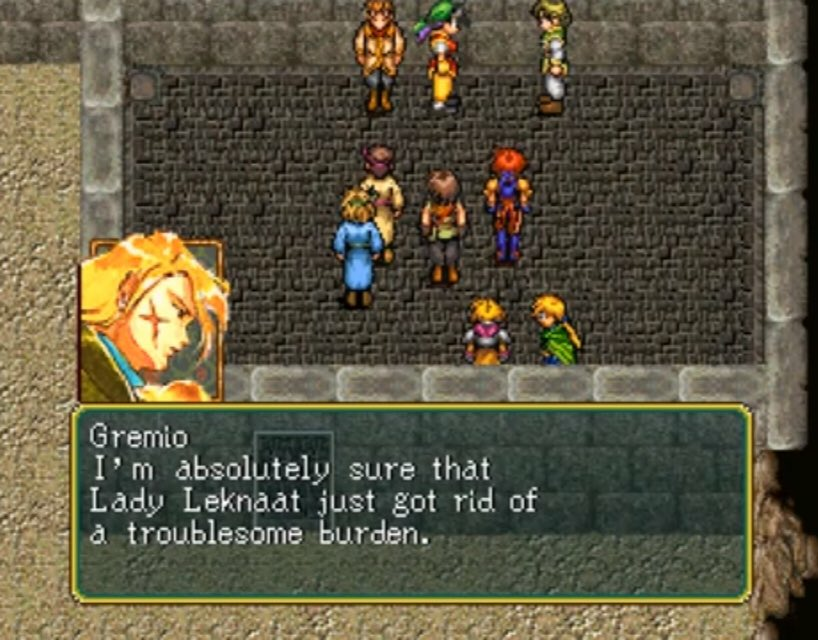 Gremio
I'm absolutely sure that
Lady Leknaat just got rid of
a troublesome burden.